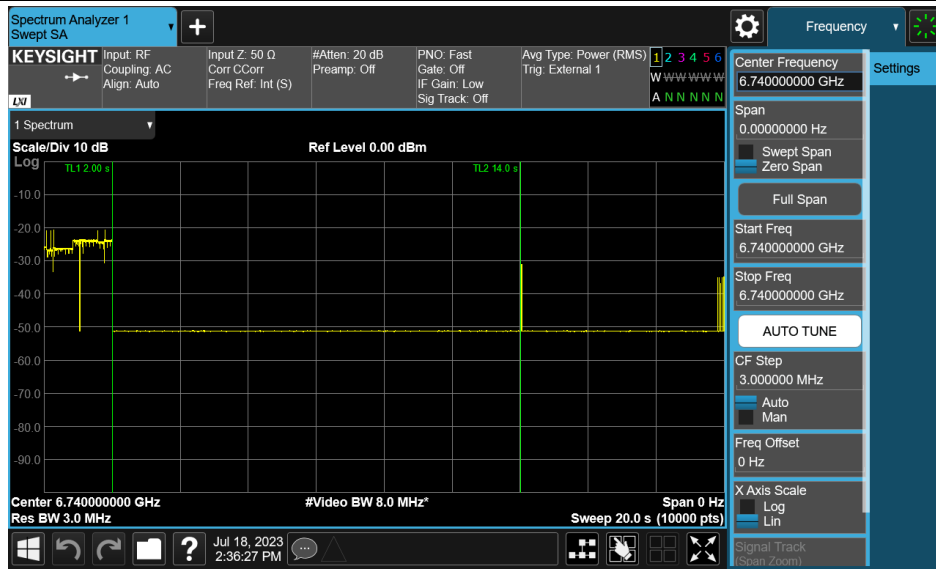 Spectrum Analyzer 1
Swept SA
Frequency
KEYSIGHT
LXI
Input: RF
Coupling: AC
Align: Auto
Input Z: 50 Ω
Corr CCorr
Freq Ref: Int (S)
#Atten: 20 dB
Preamp: Off
PNO: Fast
Gate: Off
IF Gain: Low
Sig Track: Off
Avg Type: Power (RMS)
Trig: External 1
1 2 3 4 5 6
W W W W W W
A N N N N N
Center Frequency
6.740000000 GHz
Settings
Span
0.00000000 Hz
Swept Span
Zero Span
Full Span
Start Freq
6.740000000 GHz
Stop Freq
6.740000000 GHz
AUTO TUNE
CF Step
3.000000 MHz
Auto
Man
Freq Offset
0 Hz
X Axis Scale
Log
Lin
Signal Track
(Span Zoom)
1 Spectrum
Scale/Div 10 dB
Ref Level 0.00 dBm
Log
TL1 2.00 s
TL2 14.0 s
-10.0
-20.0
-30.0
-40.0
-50.0
-60.0
-70.0
-80.0
-90.0
Center 6.740000000 GHz
#Video BW 8.0 MHz*
Span 0 Hz
Res BW 3.0 MHz
Sweep 20.0 s (10000 pts)
?
Jul 18, 2023
2:36:27 PM